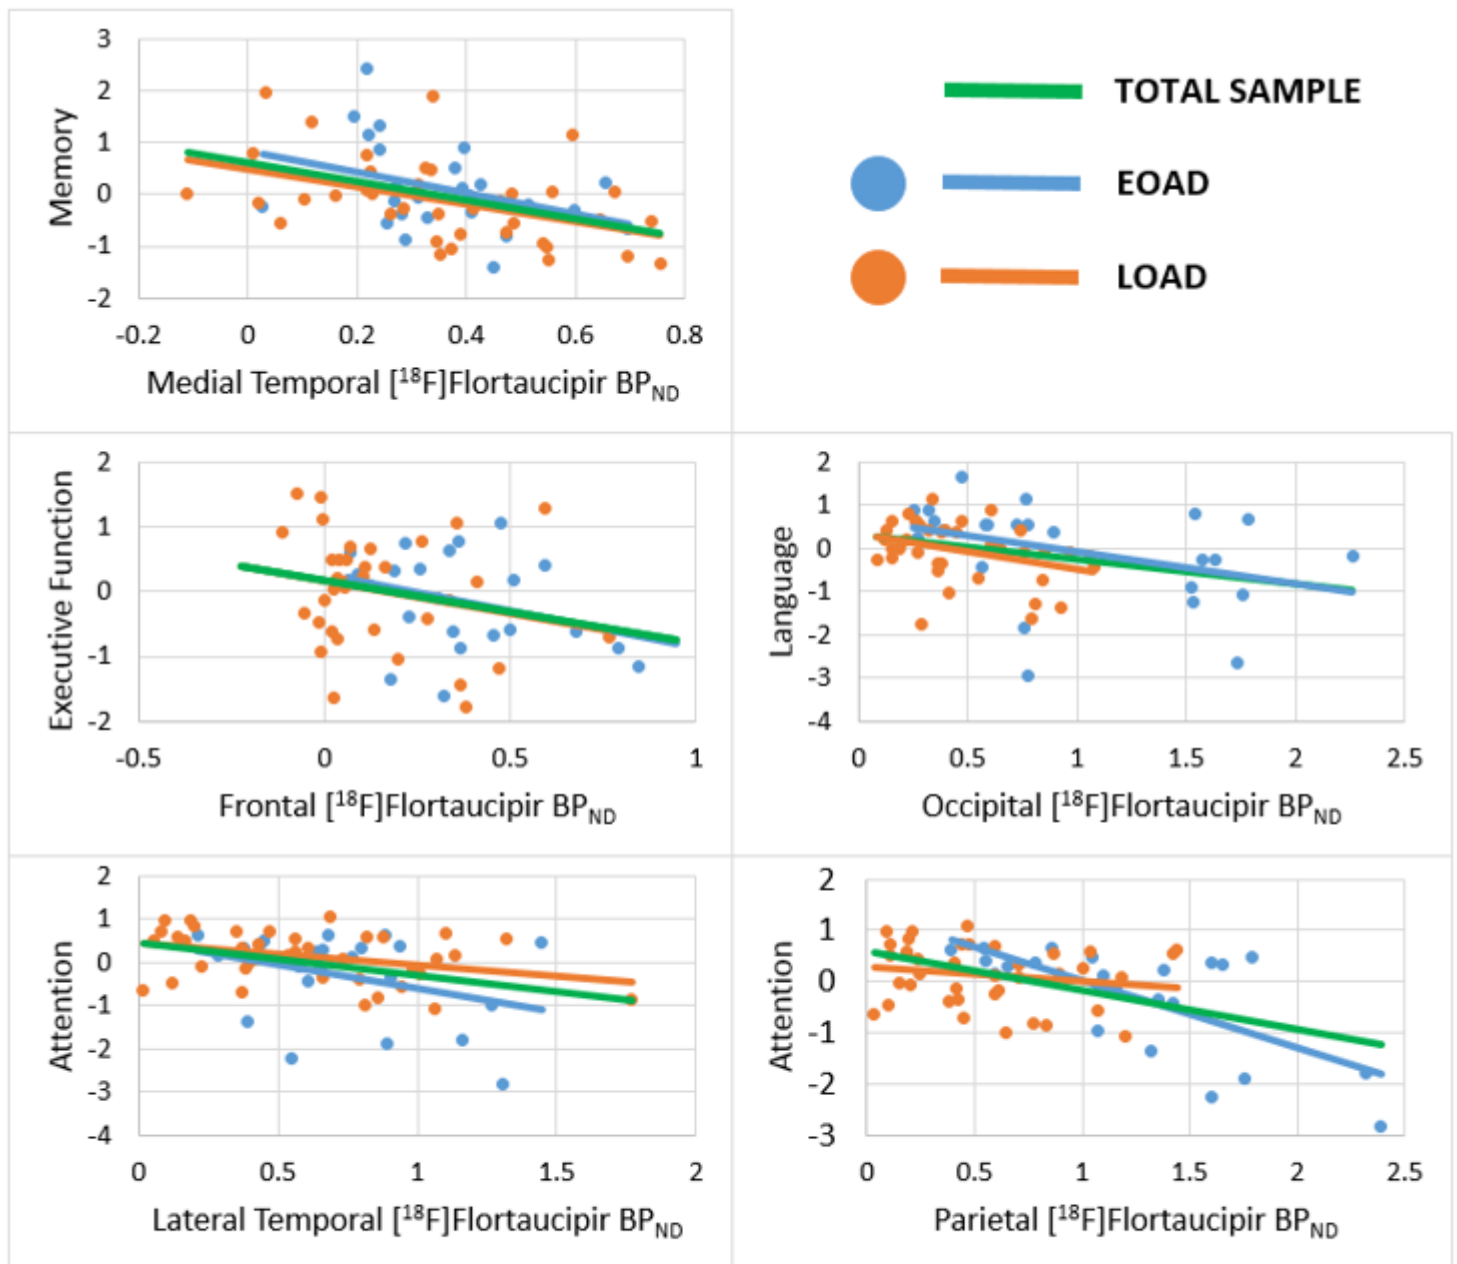 TOTAL SAMPLE
EOAD
LOAD
Memory
3
2
1
0
-1
-2
-0.2 0 0.2 0.4 0.6 0.8
Medial Temporal [¹⁸F]Flortaucipir BP_ND
Executive Function
2
1
0
-1
-2
-0.5 0 0.5 1
Frontal [¹⁸F]Flortaucipir BP_ND
Language
2
1
0
-1
-2
-3
-4
0 0.5 1 1.5 2 2.5
Occipital [¹⁸F]Flortaucipir BP_ND
Attention
2
1
0
-1
-2
-3
-4
0 0.5 1 1.5 2
Lateral Temporal [¹⁸F]Flortaucipir BP_ND
Attention
2
1
0
-1
-2
-3
0 0.5 1 1.5 2 2.5
Parietal [¹⁸F]Flortaucipir BP_ND